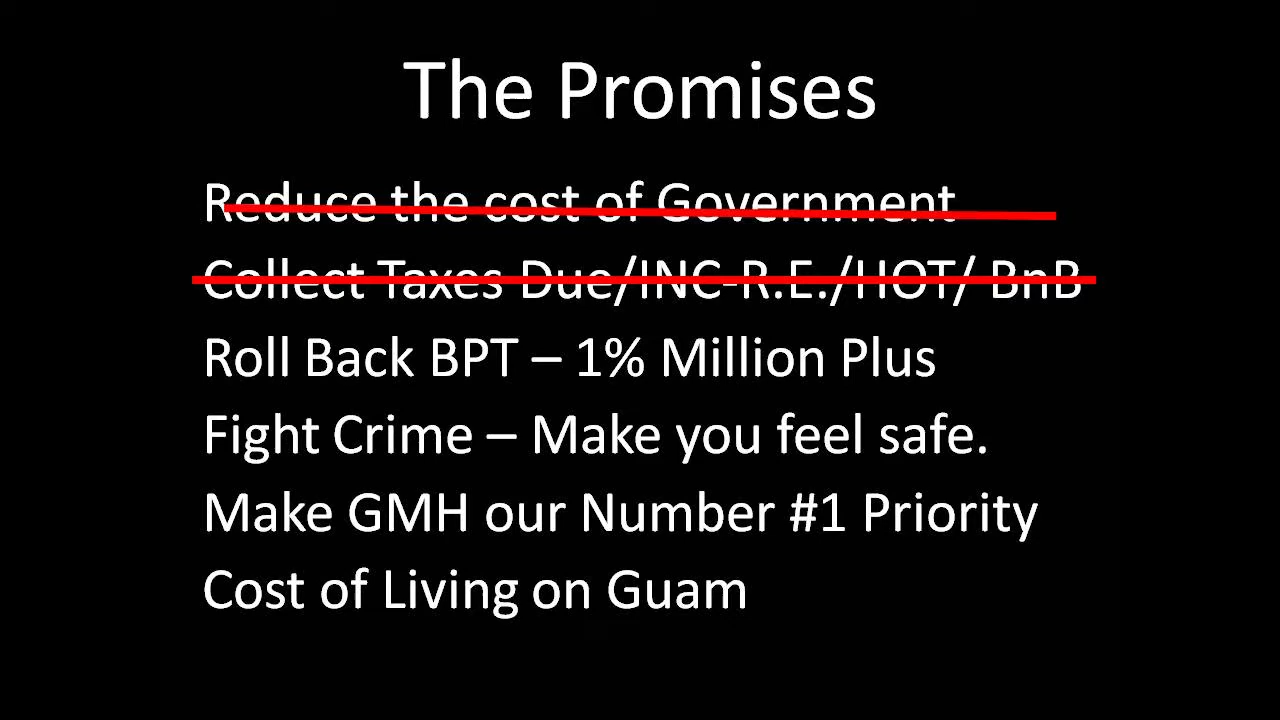 The Promises
Reduce the cost of Government
Collect Taxes Due/INC-R.E./HOT/ BnB
Roll Back BPT – 1% Million Plus
Fight Crime – Make you feel safe.
Make GMH our Number #1 Priority
Cost of Living on Guam